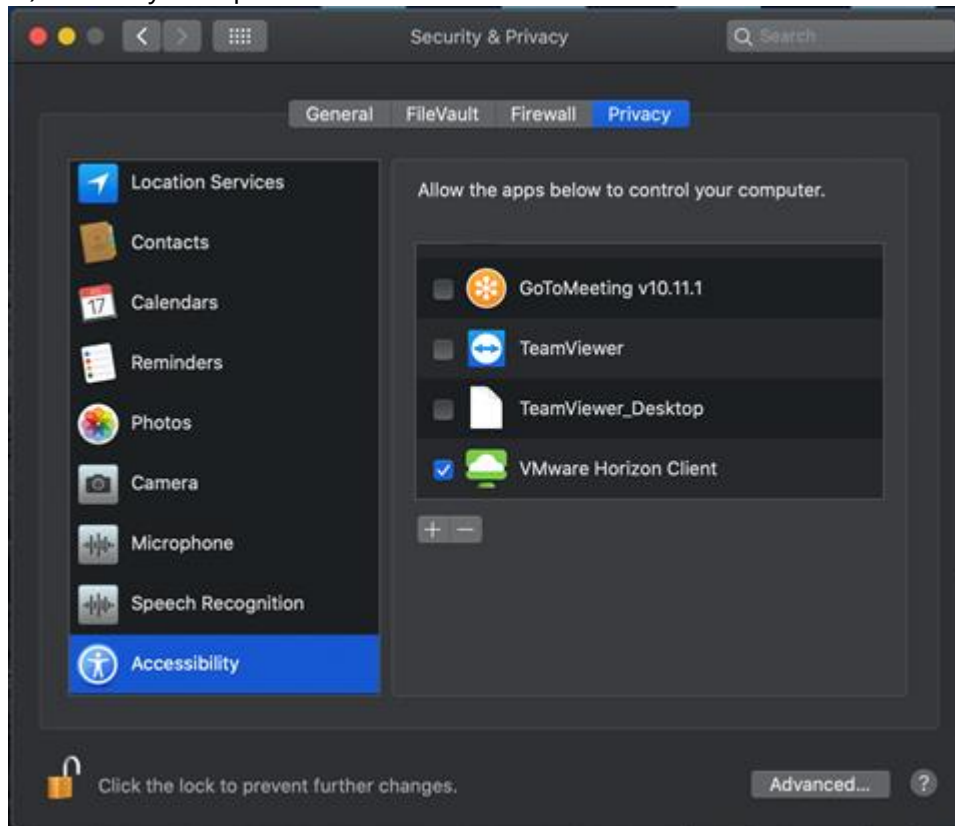 Security & Privacy
Search
General FileVault Firewall Privacy
Location Services
Contacts
17
Calendars
Reminders
Photos
Camera
Microphone
Speech Recognition
Accessibility
Allow the apps below to control your computer.
GoToMeeting v10.11.1
TeamViewer
TeamViewer_Desktop
VMware Horizon Client
+ −
Click the lock to prevent further changes.
Advanced...
?